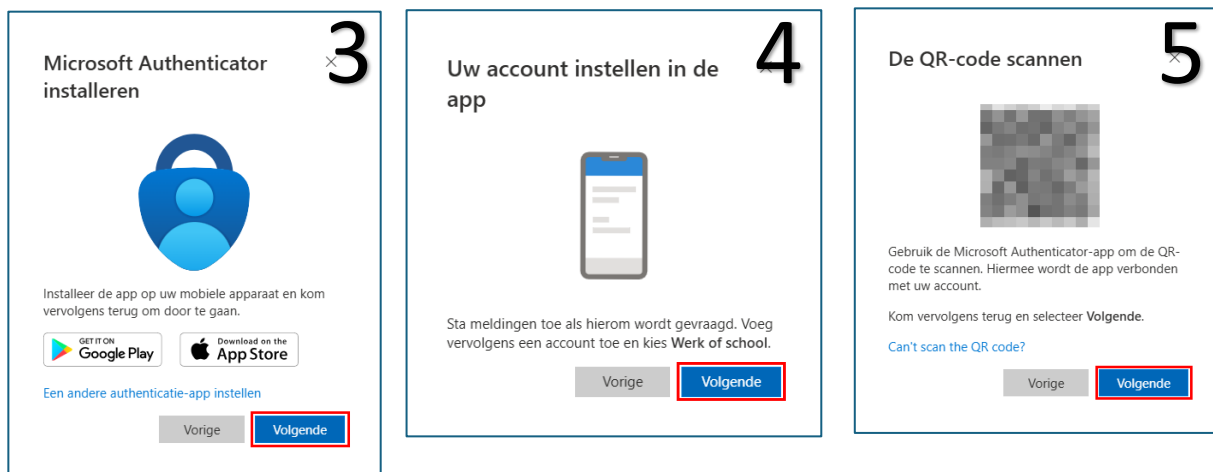 3
Microsoft Authenticator
installeren
Installeer de app op uw mobiele apparaat en kom
vervolgens terug om door te gaan.
GET IT ON
Google Play
Download on the
App Store
Een andere authenticatie-app instellen
Vorige
Volgende
4
Uw account instellen in de
app
Sta meldingen toe als hierom wordt gevraagd. Voeg
vervolgens een account toe en kies Werk of school.
Vorige
Volgende
5
De QR-code scannen
Gebruik de Microsoft Authenticator-app om de QR-
code te scannen. Hiermee wordt de app verbonden
met uw account.
Kom vervolgens terug en selecteer Volgende.
Can't scan the QR code?
Vorige
Volgende